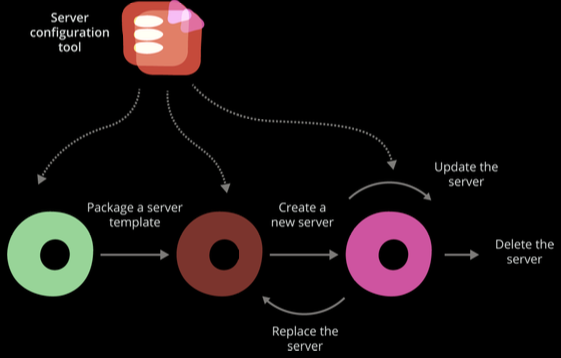 Server
configuration
tool
Update the
server
Package a server
template
Create a
new server
Delete the
server
Replace the
server